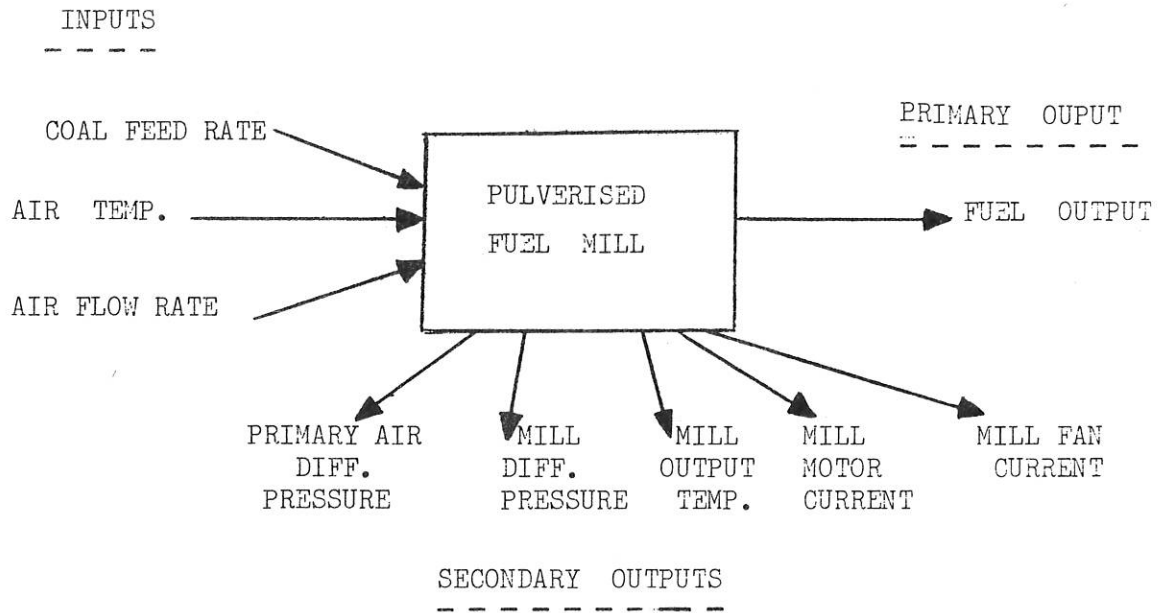 INPUTS
COAL FEED RATE
AIR TEMP.
AIR FLOW RATE
PULVERISED
FUEL MILL
PRIMARY OUPUT
FUEL OUTPUT
PRIMARY AIR
DIFF.
PRESSURE
MILL
DIFF.
PRESSURE
MILL
OUTPUT
TEMP.
MILL
MOTOR
CURRENT
MILL FAN
CURRENT
SECONDARY OUTPUTS